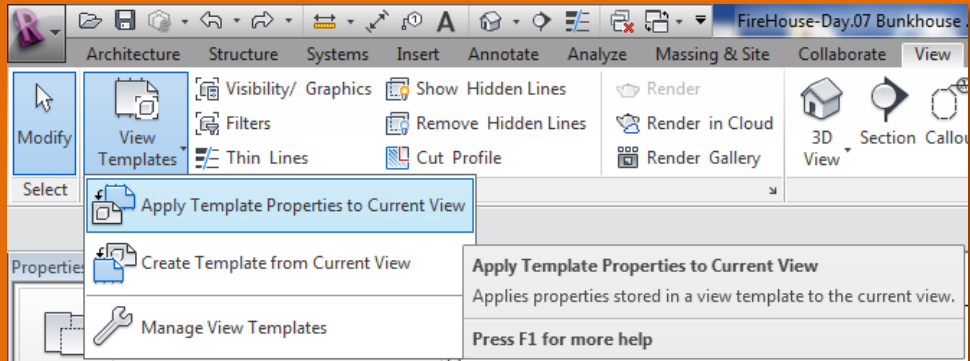 FireHouse-Day.07 Bunkhouse
Architecture Structure Systems Insert Annotate Analyze Massing & Site Collaborate View
Modify
View
Templates
Visibility/ Graphics
Filters
Thin Lines
Show Hidden Lines
Remove Hidden Lines
Cut Profile
Render
Render in Cloud
Render Gallery
3D
View
Section
Select
Apply Template Properties to Current View
Create Template from Current View
Manage View Templates
Properties
Apply Template Properties to Current View
Applies properties stored in a view template to the current view.
Press F1 for more help